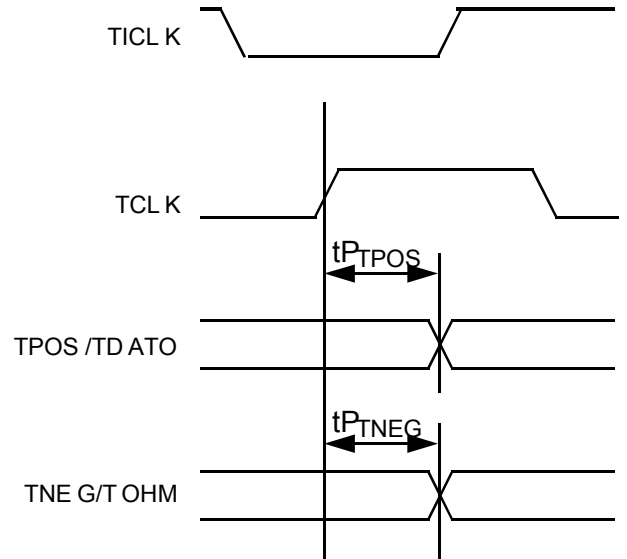 TICL K
TCL K
tPTPOS
TPOS /TD ATO
tPTNEG
TNE G/T OHM